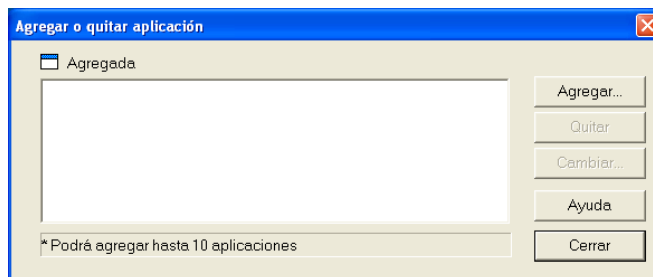 Agregar o quitar aplicación
Agregada
Agregar...
Quitar
Cambiar...
Ayuda
* Podrá agregar hasta 10 aplicaciones
Cerrar